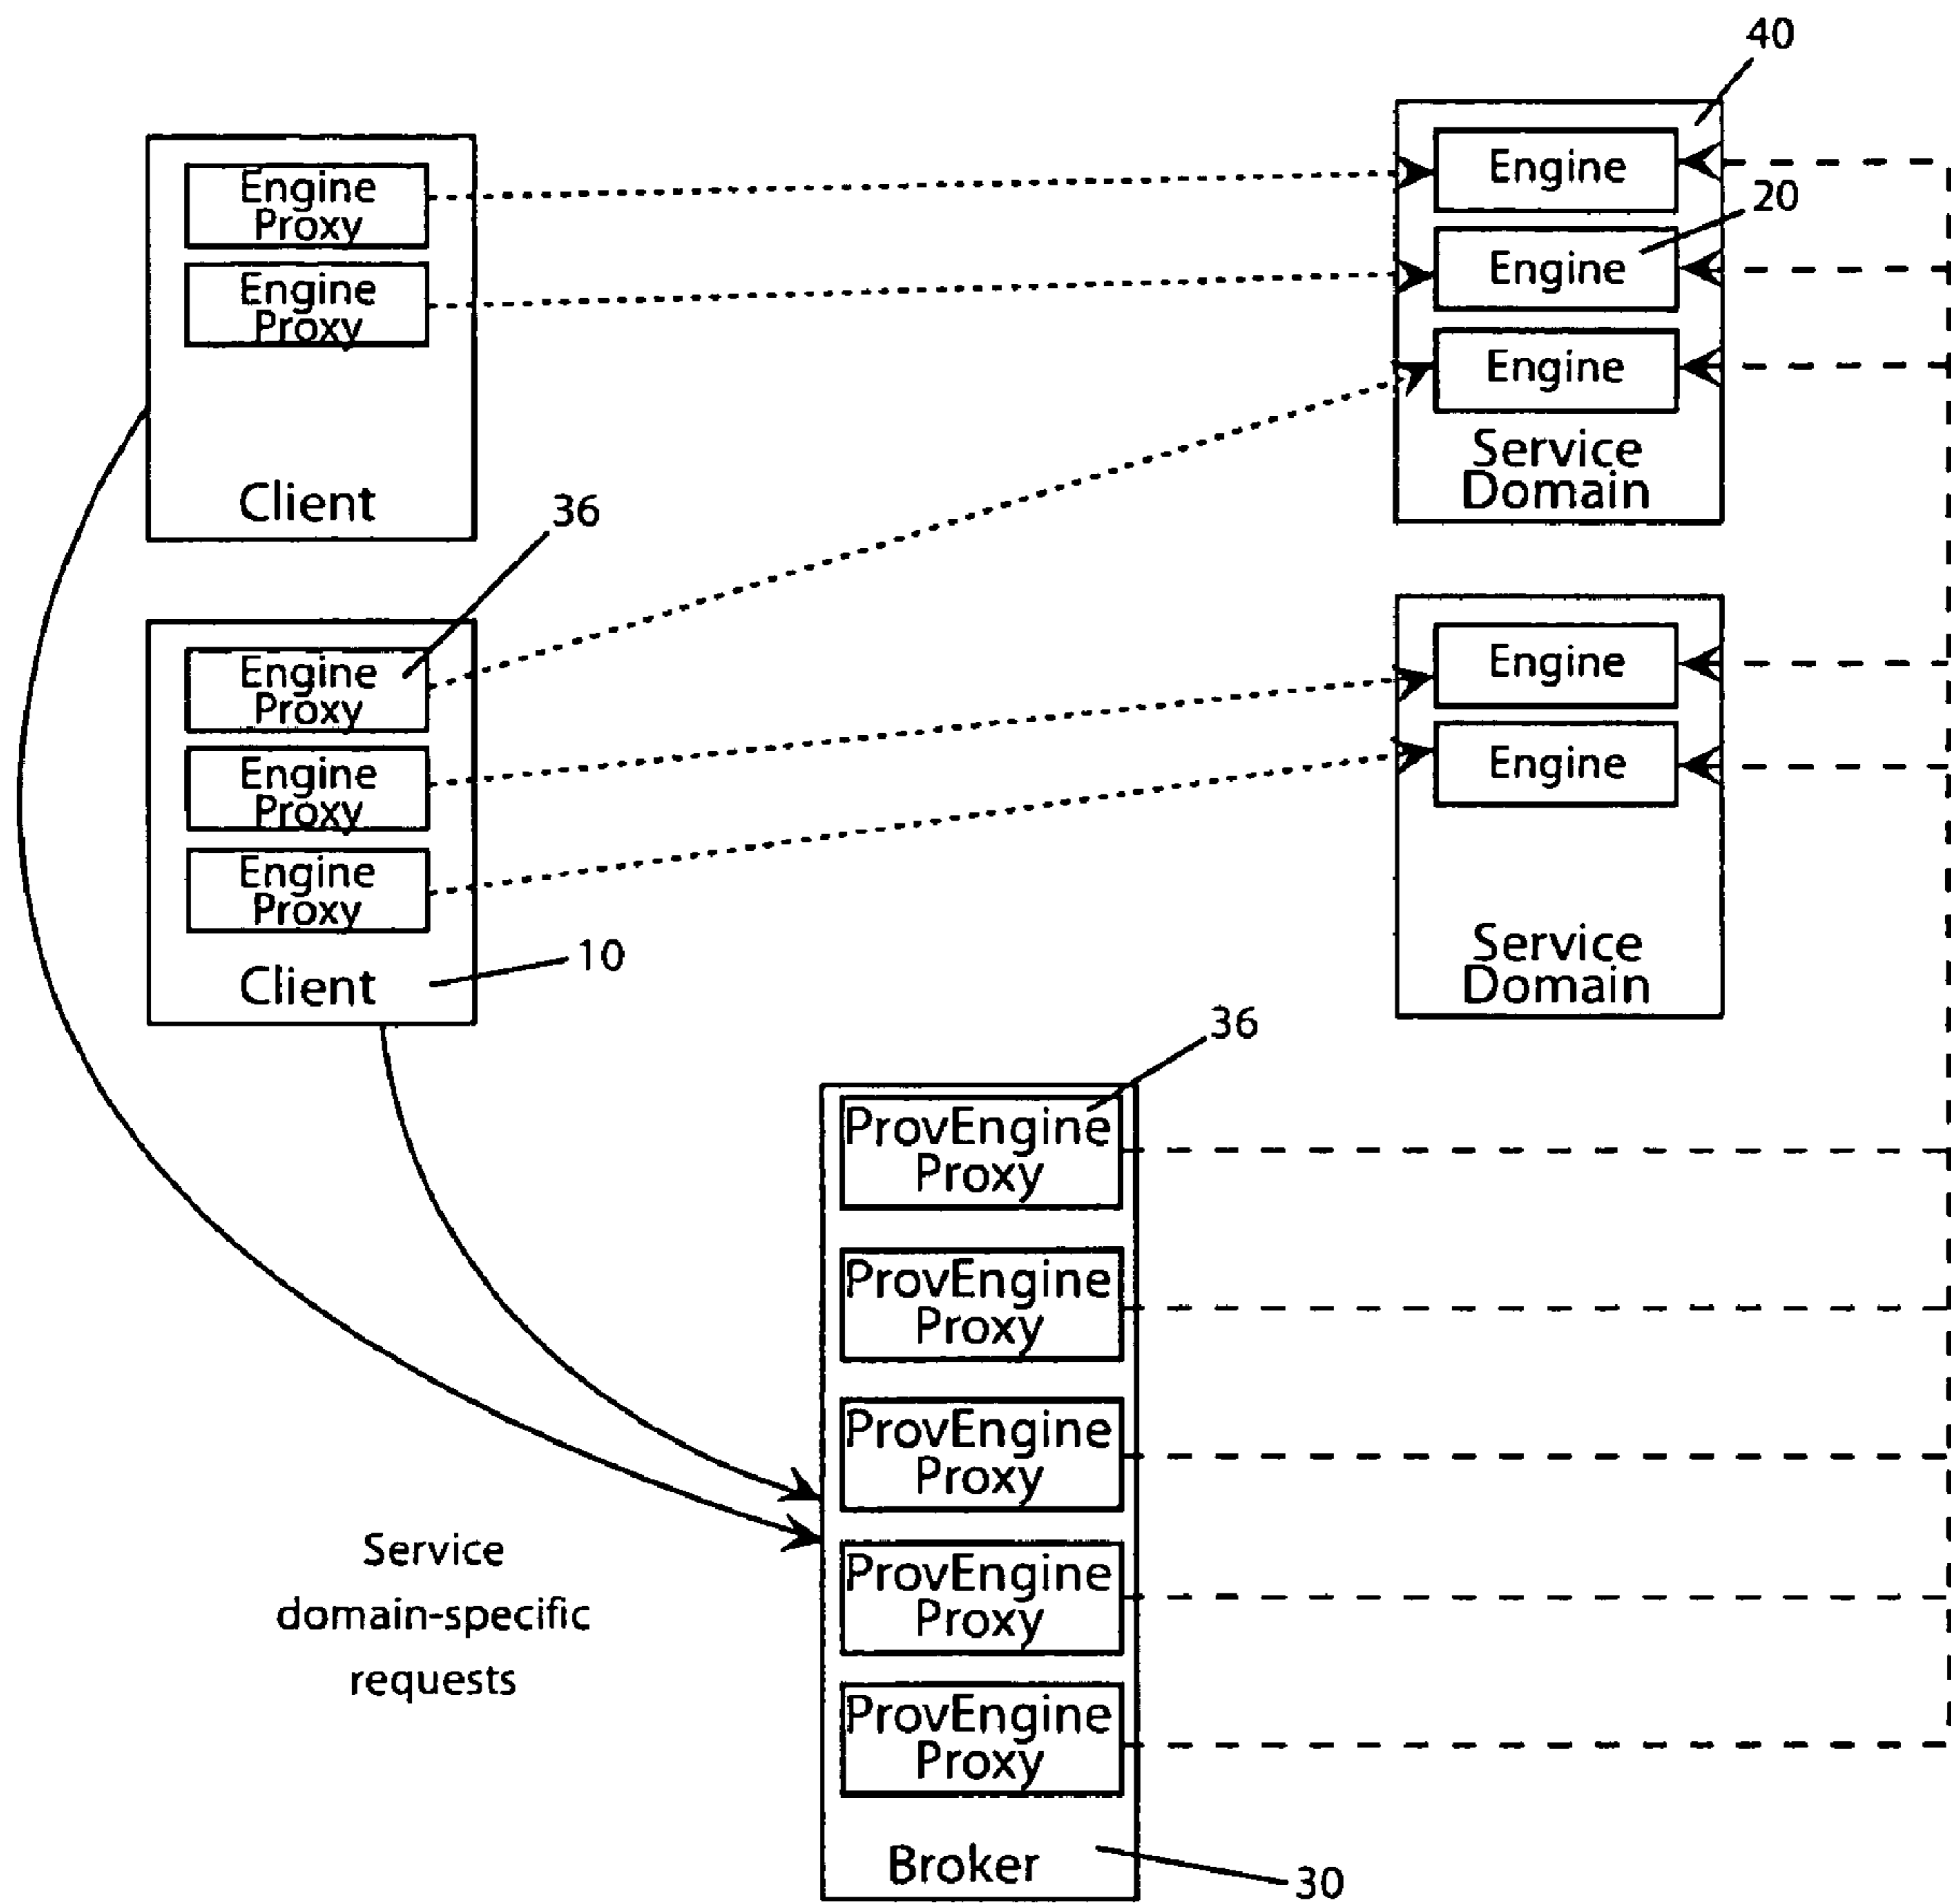 40
Engine
Proxy
Engine
Proxy
Client
Engine
20
Engine
Engine
Service
Domain
36
Engine
Proxy
Engine
Proxy
Engine
Proxy
Client
10
Engine
Engine
Service
Domain
36
ProvEngine
Proxy
ProvEngine
Proxy
ProvEngine
Proxy
ProvEngine
Proxy
ProvEngine
Proxy
Broker
30
Service
domain-specific
requests